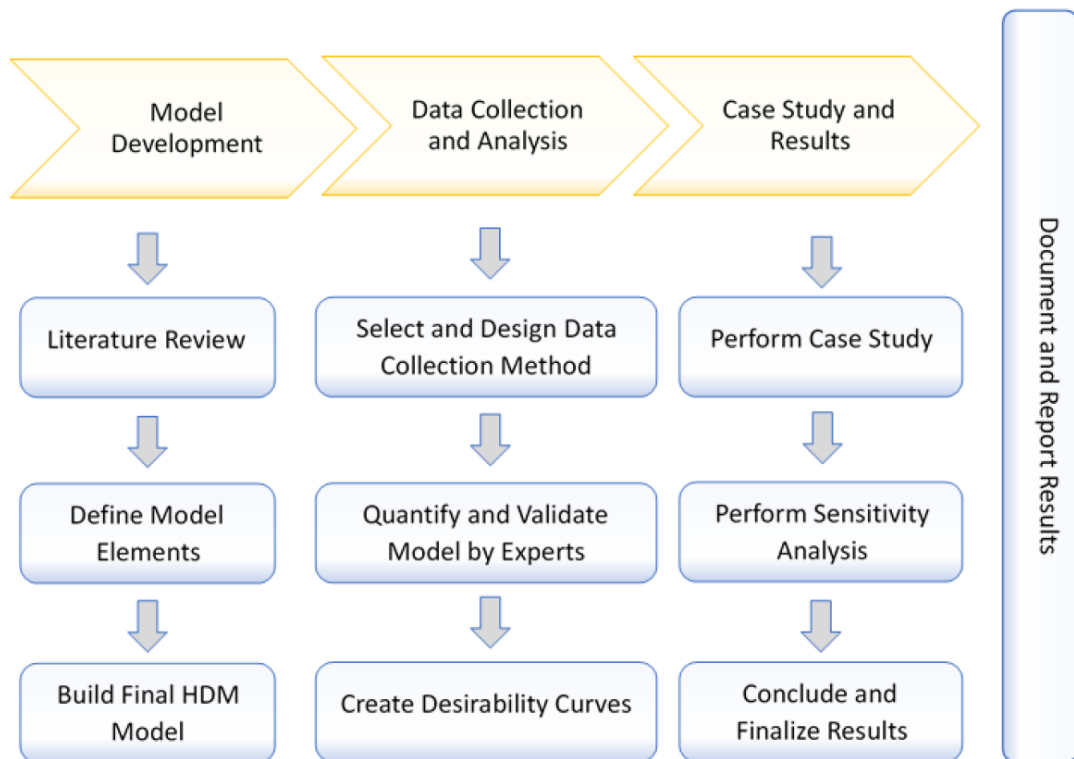 Model
Development
Data Collection
and Analysis
Case Study and
Results
Literature Review
Define Model
Elements
Build Final HDM
Model
Select and Design Data
Collection Method
Quantify and Validate
Model by Experts
Create Desirability Curves
Perform Case Study
Perform Sensitivity
Analysis
Conclude and
Finalize Results
Document and Report Results